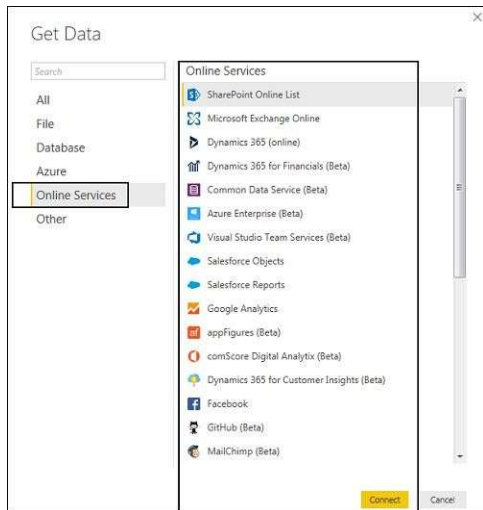 Get Data
Search
All
File
Database
Azure
Online Services
Other
Online Services
SharePoint Online List
Microsoft Exchange Online
Dynamics 365 (online)
Dynamics 365 for Financials (Beta)
Common Data Service (Beta)
Azure Enterprise (Beta)
Visual Studio Team Services (Beta)
Salesforce Objects
Salesforce Reports
Google Analytics
appFigures (Beta)
comScore Digital Analytix (Beta)
Dynamics 365 for Customer Insights (Beta)
Facebook
GitHub (Beta)
MailChimp (Beta)
Connect
Cancel